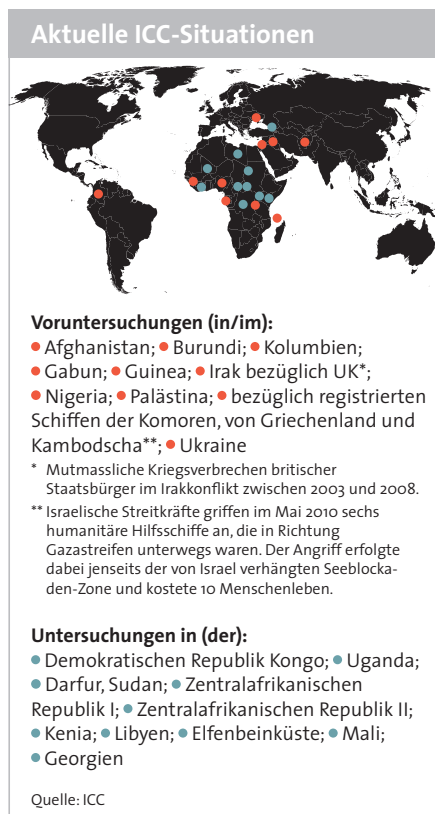 Aktuelle ICC-Situationen
Voruntersuchungen (in/im):
● Afghanistan; ● Burundi; ● Kolumbien;
● Gabun; ● Guinea; ● Irak bezüglich UK*;
● Nigeria; ● Palästina; ● bezüglich registrierten
Schiffen der Komoren, von Griechenland und
Kambodscha**; ● Ukraine
* Mutmassliche Kriegsverbrechen britischer
Staatsbürger im Irakkonflikt zwischen 2003 und 2008.
** Israelische Streitkräfte griffen im Mai 2010 sechs
humanitäre Hilfsschiffe an, die in Richtung
Gazastreifen unterwegs waren. Der Angriff erfolgte
dabei jenseits der von Israel verhängten Seeblocka-
den-Zone und kostete 10 Menschenleben.
Untersuchungen in (der):
● Demokratischen Republik Kongo; ● Uganda;
● Darfur, Sudan; ● Zentralafrikanischen
Republik I; ● Zentralafrikanischen Republik II;
● Kenia; ● Libyen; ● Elfenbeinküste; ● Mali;
● Georgien
Quelle: ICC